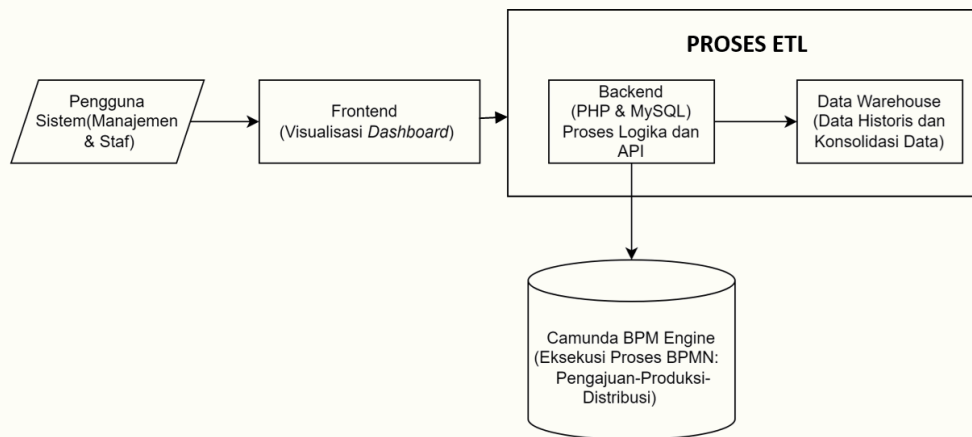 PROSES ETL
Pengguna
Sistem(Manajemen
& Staf)
Frontend
(Visualisasi Dashboard)
Backend
(PHP & MySQL)
Proses Logika dan
API
Data Warehouse
(Data Historis dan
Konsolidasi Data)
Camunda BPM Engine
(Eksekusi Proses BPMN:
Pengajuan-Produksi-
Distribusi)